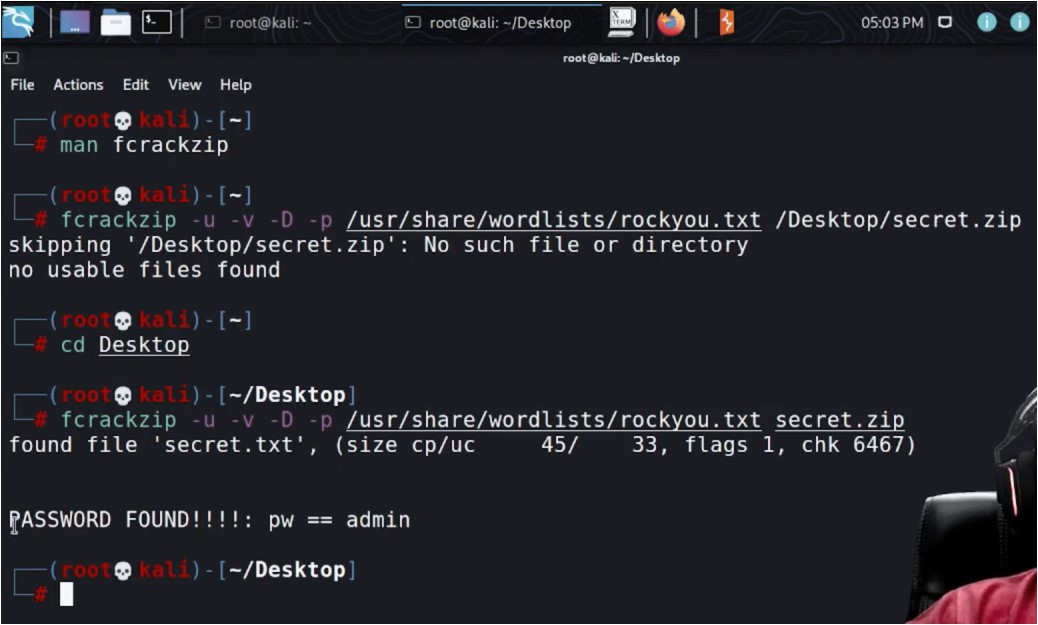 root@kali: ~
root@kali: ~/Desktop
X
TERM
05:03 PM
root@kali: ~/Desktop
File Actions Edit View Help
(root💀kali)-[~]
# man fcrackzip
(root💀kali)-[~]
# fcrackzip -u -v -D -p /usr/share/wordlists/rockyou.txt /Desktop/secret.zip
skipping '/Desktop/secret.zip': No such file or directory
no usable files found
(root💀kali)-[~]
# cd Desktop
(root💀kali)-[~/Desktop]
# fcrackzip -u -v -D -p /usr/share/wordlists/rockyou.txt secret.zip
found file 'secret.txt', (size cp/uc     45/    33, flags 1, chk 6467)
PASSWORD FOUND!!!!: pw == admin
(root💀kali)-[~/Desktop]
#